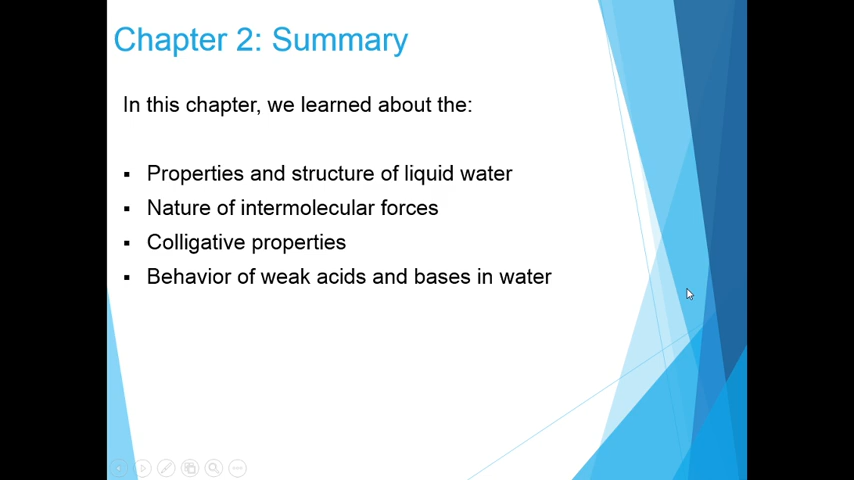 Chapter 2: Summary
In this chapter, we learned about the:
▪ Properties and structure of liquid water
▪ Nature of intermolecular forces
▪ Colligative properties
▪ Behavior of weak acids and bases in water